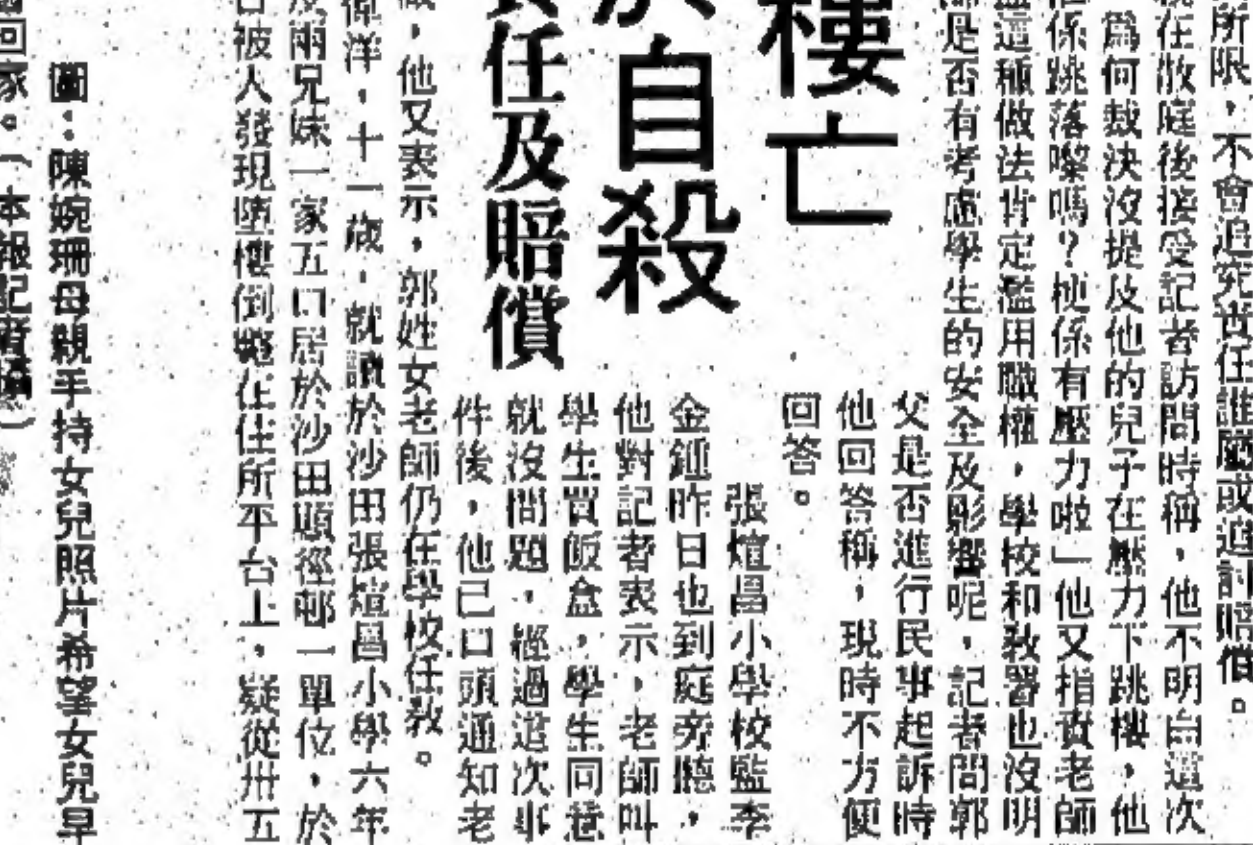 所限，不會追究責任誰屬或追討賠償。
在散庭後接受記者訪問時稱，他不明白這次
爲何裁決沒提及他的兒子在壓力下跳樓，他
係跳落嚟嗎？梗係有壓力啦」他又指責老師
這種做法肯定濫用職權，學校和教署也沒明
是否有考慮學生的安全及影響呢，記者問郭
父是否進行民事起訴時
他回答稱，現時不方便
回答。
樓亡
於自殺
責任及賠償
張煊昌小學校監李
金鍾昨日也到庭旁聽，
他對記者表示，老師叫
學生買飯盒，學生同意
就沒問題，經過這次事
件後，他已口頭通知老
，他又表示，郭姓女老師仍在學校任教。
偉洋，十一歲，就讀於沙田張煊昌小學六年
兩兄妹一家五口居於沙田順徑邨一單位，於
被人發現墮樓倒斃在住所平台上，疑從卅五
圖：陳婉珊母親手持女兒照片希望女兒早
回家。（本報記者攝）